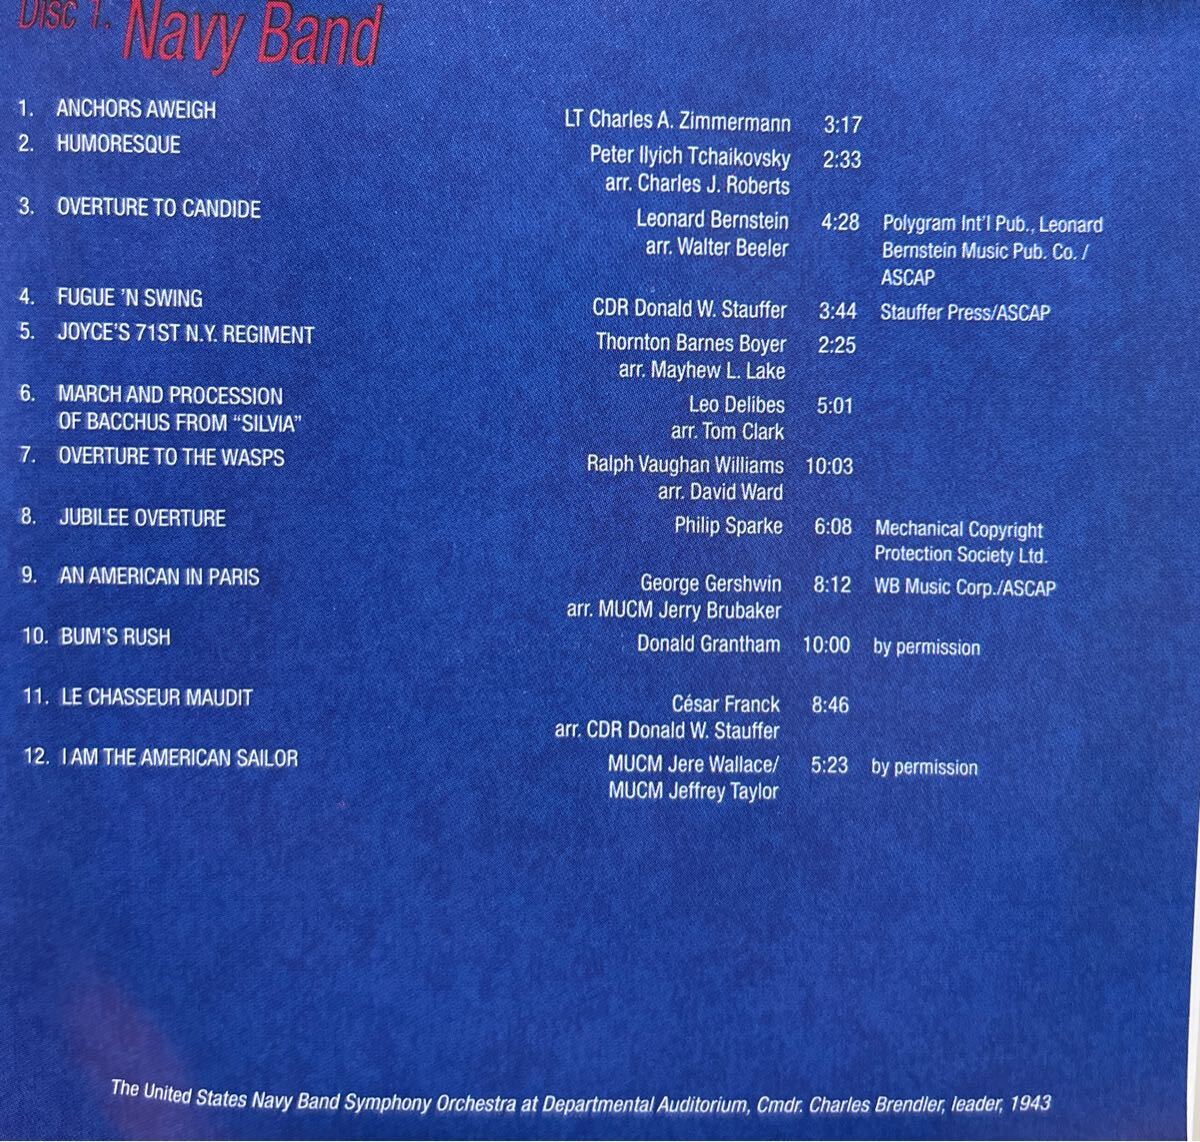 Disc 1. Navy Band
1. ANCHORS AWEIGH LT Charles A. Zimmermann 3:17
2. HUMORESQUE Peter Ilyich Tchaikovsky 2:33
arr. Charles J. Roberts
3. OVERTURE TO CANDIDE Leonard Bernstein 4:28 Polygram Int'l Pub., Leonard
arr. Walter Beeler Bernstein Music Pub. Co. /
ASCAP
4. FUGUE 'N SWING CDR Donald W. Stauffer 3:44 Stauffer Press/ASCAP
5. JOYCE'S 71ST N.Y. REGIMENT Thornton Barnes Boyer 2:25
arr. Mayhew L. Lake
6. MARCH AND PROCESSION Leo Delibes 5:01
OF BACCHUS FROM “SILVIA” arr. Tom Clark
7. OVERTURE TO THE WASPS Ralph Vaughan Williams 10:03
arr. David Ward
8. JUBILEE OVERTURE Philip Sparke 6:08 Mechanical Copyright
Protection Society Ltd.
9. AN AMERICAN IN PARIS George Gershwin 8:12 WB Music Corp./ASCAP
arr. MUCM Jerry Brubaker
10. BUM'S RUSH Donald Grantham 10:00 by permission
11. LE CHASSEUR MAUDIT César Franck 8:46
arr. CDR Donald W. Stauffer
12. I AM THE AMERICAN SAILOR MUCM Jere Wallace/ 5:23 by permission
MUCM Jeffrey Taylor
The United States Navy Band Symphony Orchestra at Departmental Auditorium, Cmdr. Charles Brendler, leader, 1943